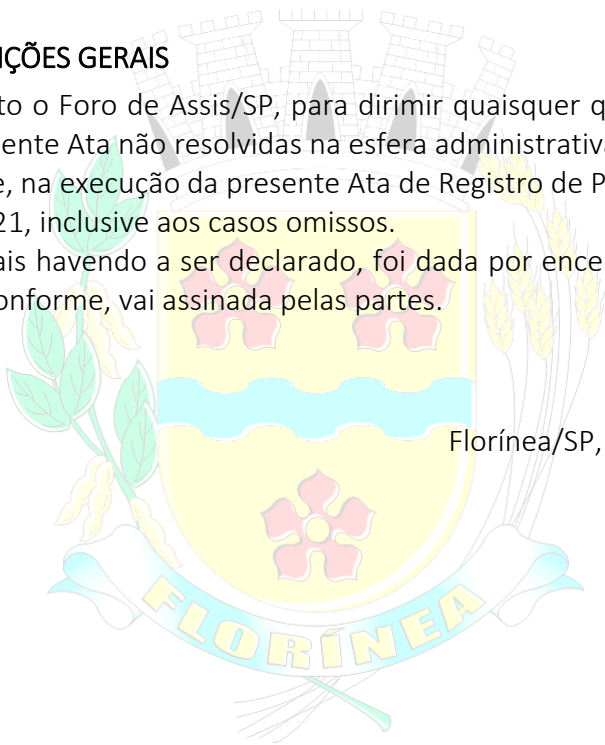 IÇÕES GERAIS
to o Foro de Assis/SP, para dirimir quaisquer q
ente Ata não resolvidas na esfera administrativa
e, na execução da presente Ata de Registro de P
21, inclusive aos casos omissos.
ais havendo a ser declarado, foi dada por ence
onforme, vai assinada pelas partes.
Florínea/SP,
FLORÍNEA